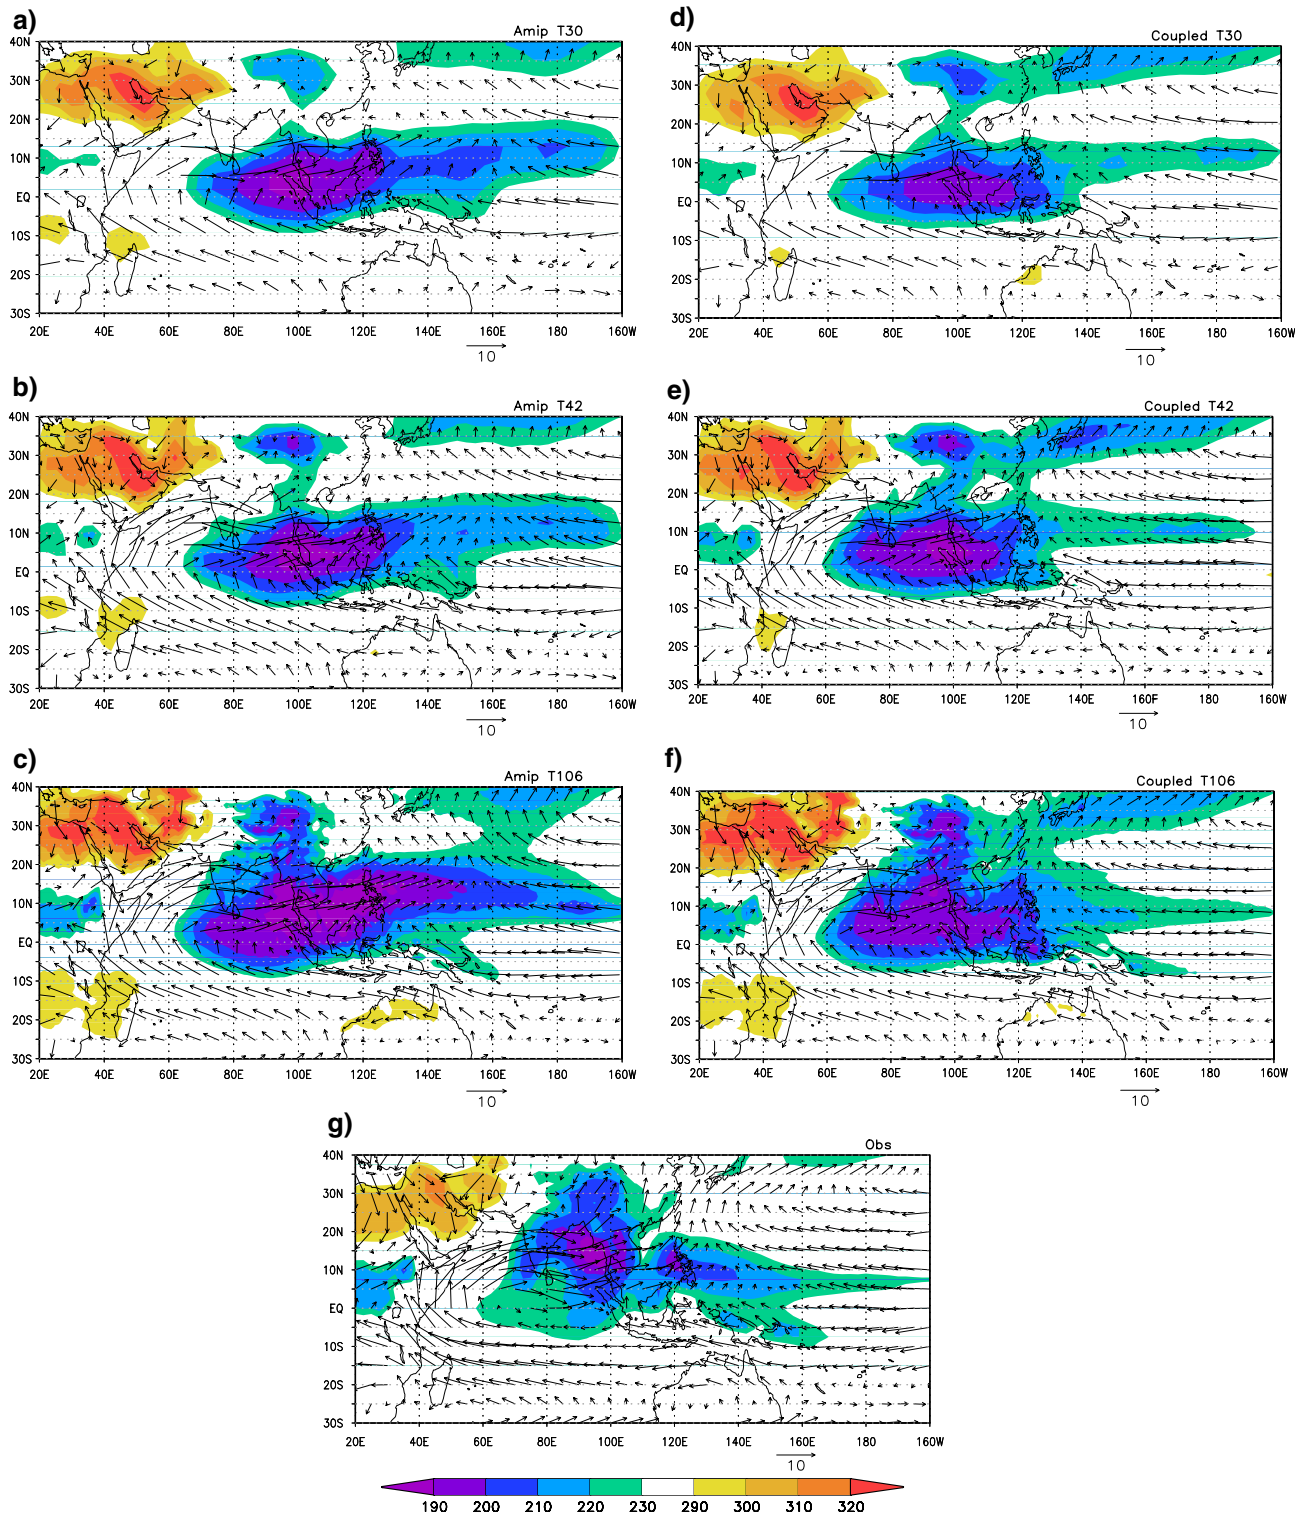 a)
Amip T30
40N
30N
20N
10N
EQ
10S
20S
30S
20E 40E 60E 80E 100E 120E 140E 160E 180 160W
10
d)
Coupled T30
40N
30N
20N
10N
EQ
10S
20S
30S
20E 40E 60E 80E 100E 120E 140E 160E 180 160W
10
b)
Amip T42
40N
30N
20N
10N
EQ
10S
20S
30S
20E 40E 60E 80E 100E 120E 140E 160E 180 160W
10
e)
Coupled T42
40N
30N
20N
10N
EQ
10S
20S
30S
20E 40E 60E 80E 100E 120E 140E 160F 180 160W
10
c)
Amip T106
40N
30N
20N
10N
EQ
10S
20S
30S
20E 40E 60E 80E 100E 120E 140E 160E 180 160W
10
f)
Coupled T106
40N
30N
20N
10N
EQ
10S
20S
30S
20E 40E 60E 80E 100E 120E 140E 160E 180 160W
10
g)
Obs
40N
30N
20N
10N
EQ
10S
20S
30S
20E 40E 60E 80E 100E 120E 140E 160E 180 160W
10
190 200 210 220 230 290 300 310 320